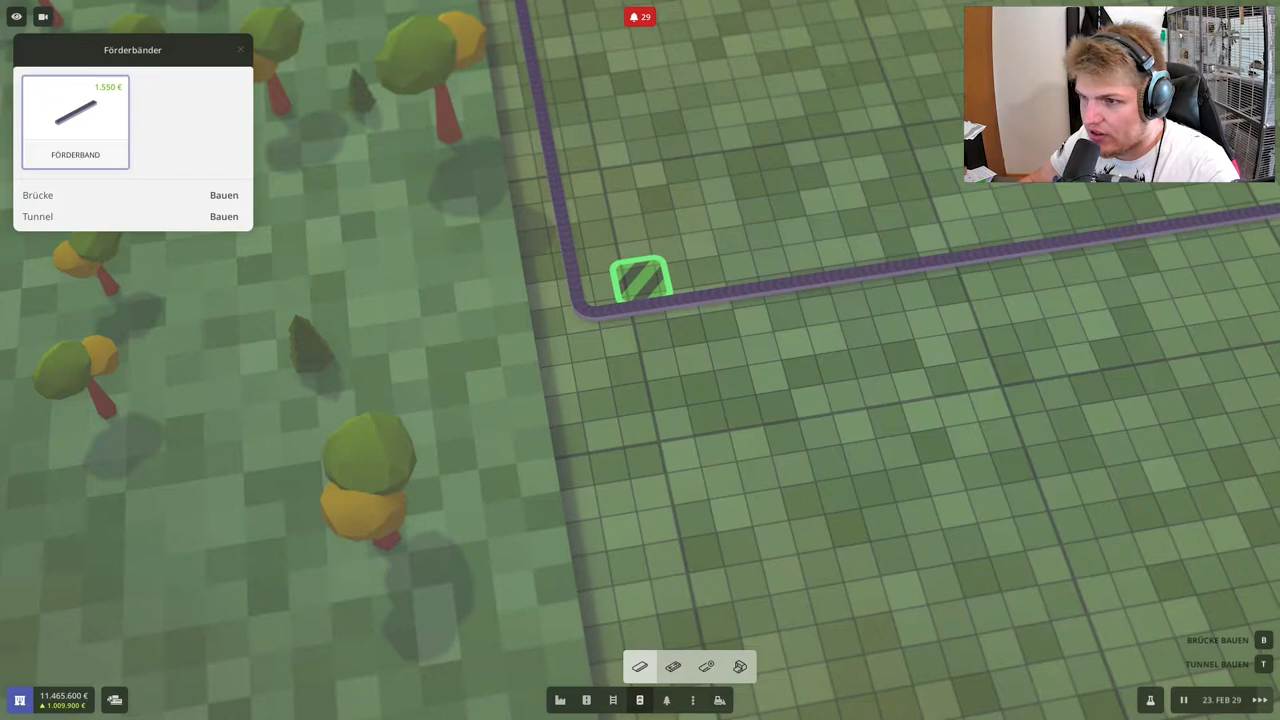 29
Förderbänder
1.550 €
FÖRDERBAND
Brücke Bauen
Tunnel Bauen
BRÜCKE BAUEN B
TUNNEL BAUEN T
11.465.600 €
▲ 1.009.900 €
23. FEB 29